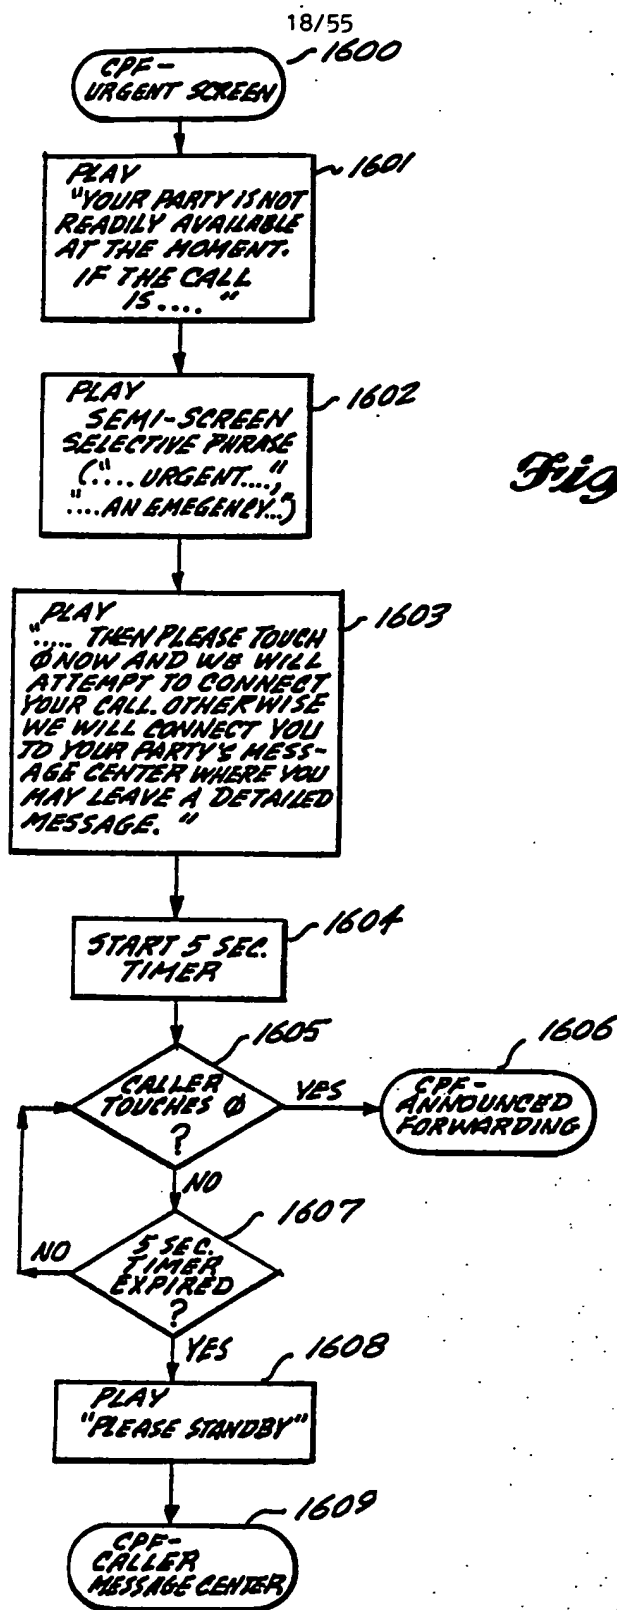 18/55
1600
CPF-
URGENT SCREEN
1601
PLAY
"YOUR PARTY IS NOT
READILY AVAILABLE
AT THE MOMENT.
IF THE CALL
IS .... "
1602
PLAY
SEMI-SCREEN
SELECTIVE PHRASE
(".... URGENT....,"
"....AN EMEGENCY...")
Fig
1603
PLAY
"..... THEN PLEASE TOUCH
Ø NOW AND WE WILL
ATTEMPT TO CONNECT
YOUR CALL. OTHERWISE
WE WILL CONNECT YOU
TO YOUR PARTY'S MESS-
AGE CENTER WHERE YOU
MAY LEAVE A DETAILED
MESSAGE. "
1604
START 5 SEC.
TIMER
1605
CALLER
TOUCHES Ø
?
YES
1606
CPF-
ANNOUNCED
FORWARDING
NO
1607
5 SEC.
TIMER
EXPIRED
?
NO
YES
1608
PLAY
"PLEASE STANDBY"
1609
CPF-
CALLER
MESSAGE CENTER